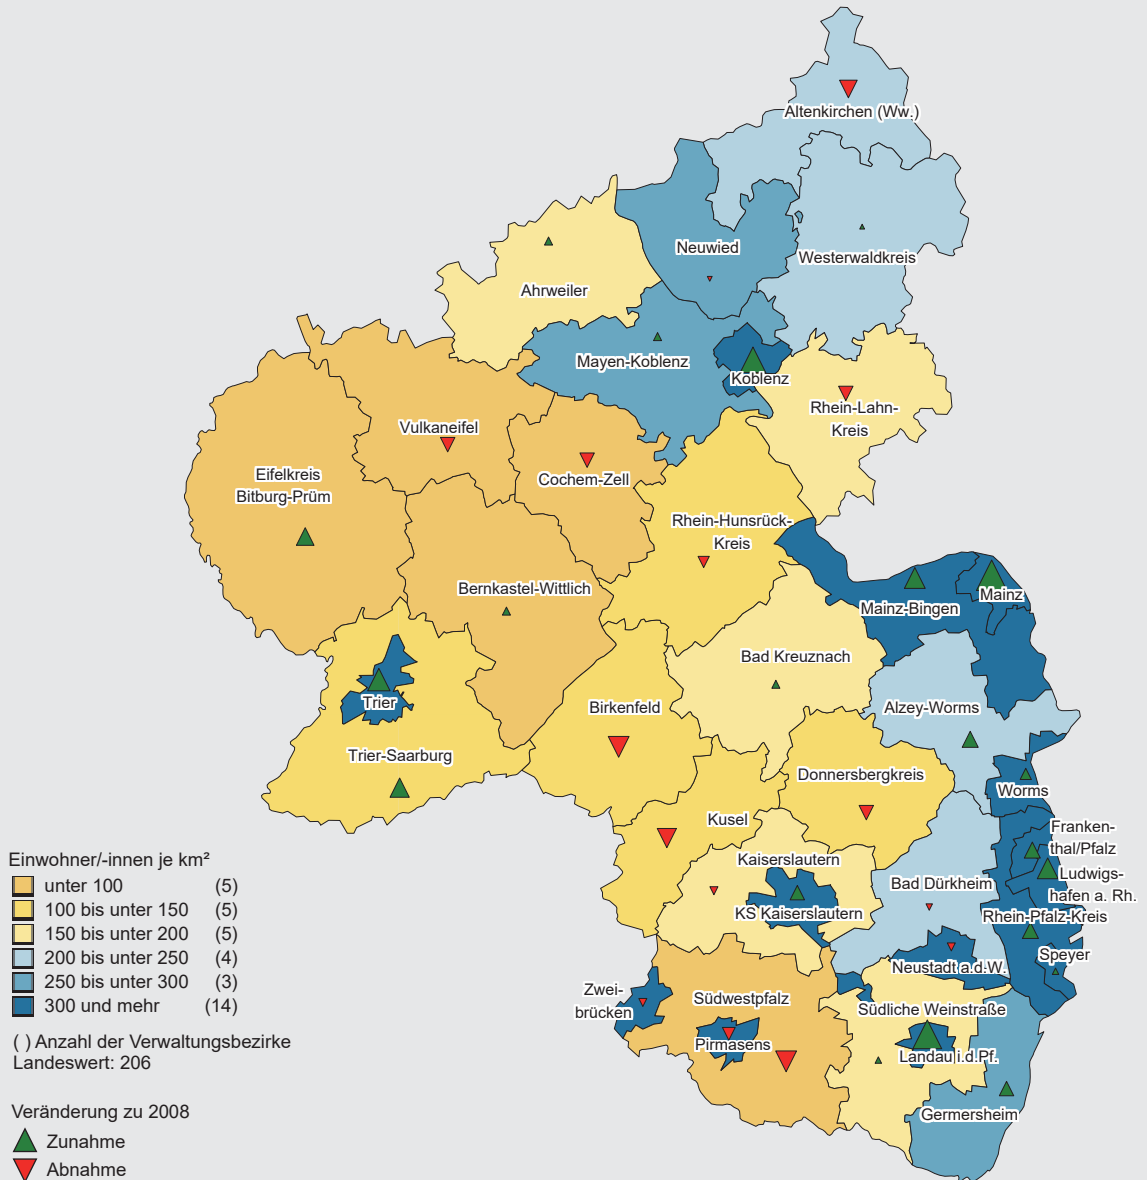 Altenkirchen (Ww.)
Neuwied
Westerwaldkreis
Ahrweiler
Mayen-Koblenz
Koblenz
Rhein-Lahn-
Kreis
Vulkaneifel
Cochem-Zell
Eifelkreis
Bitburg-Prüm
Rhein-Hunsrück-
Kreis
Bernkastel-Wittlich
Mainz-Bingen
Mainz
Bad Kreuznach
Trier
Birkenfeld
Alzey-Worms
Trier-Saarburg
Donnersbergkreis
Worms
Kusel
Franken-
thal/Pfalz
Kaiserslautern
Ludwigs-
hafen a. Rh.
Bad Dürkheim
KS Kaiserslautern
Rhein-Pfalz-Kreis
Speyer
Neustadt a.d.W.
Zwei-
brücken
Südwestpfalz
Südliche Weinstraße
Pirmasens
Landau i.d.Pf.
Germersheim
Einwohner/-innen je km²
unter 100 (5)
100 bis unter 150 (5)
150 bis unter 200 (5)
200 bis unter 250 (4)
250 bis unter 300 (3)
300 und mehr (14)
( ) Anzahl der Verwaltungsbezirke
Landeswert: 206
Veränderung zu 2008
Zunahme
Abnahme